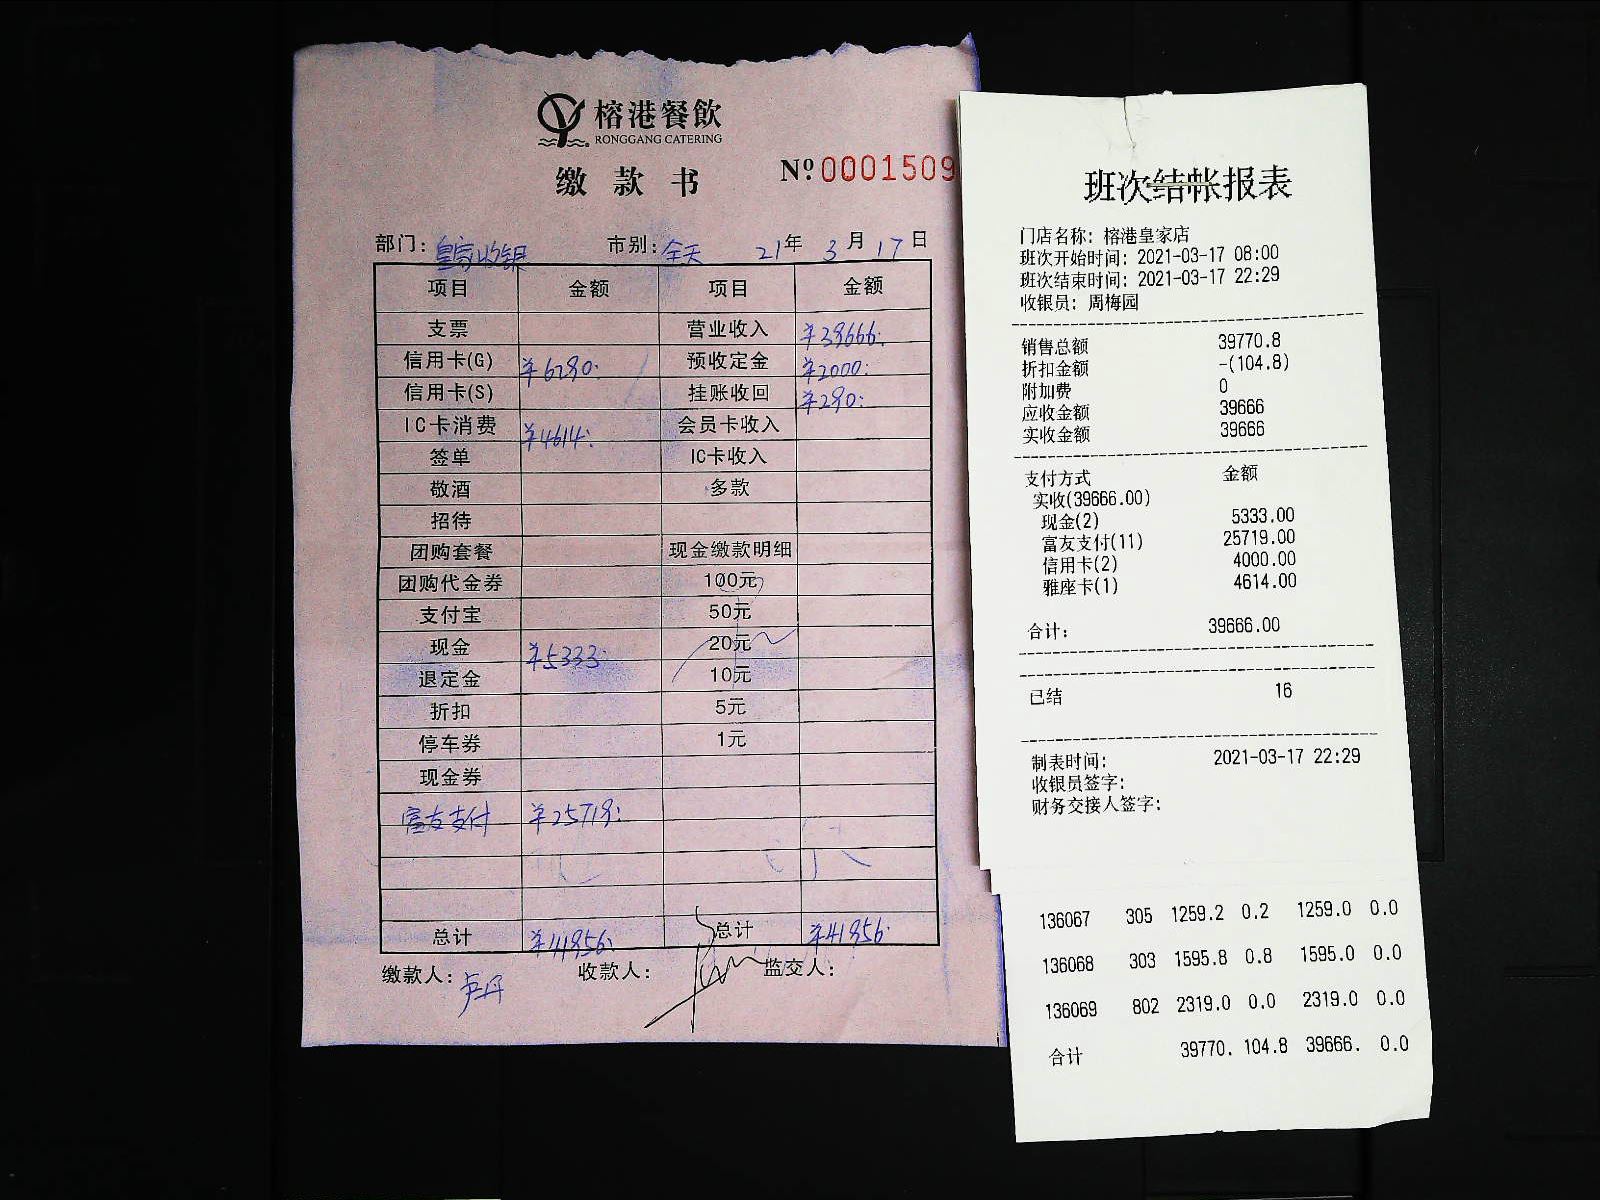 榕港餐飲
RONGGANG CATERING
缴款书
Nº 0001509
部门: 皇家收银 市别: 全天 21年 3月 17日
项目 金额 项目 金额
支票 营业收入 ¥39666.
信用卡(G) ¥6290. 预收定金 ¥2000.
信用卡(S) 挂账收回 ¥290.
IC卡消费 ¥4614. 会员卡收入
签单 IC卡收入
敬酒 多款
招待
团购套餐 现金缴款明细
团购代金券 100元
支付宝 50元
现金 ¥5333. 20元
退定金 10元
折扣 5元
停车券 1元
现金券
富友支付 ¥25719.
总计 ¥41956. 总计 ¥41956.
缴款人: 卢丹 收款人: 监交人:
班次结帐报表
门店名称: 榕港皇家店
班次开始时间: 2021-03-17 08:00
班次结束时间: 2021-03-17 22:29
收银员: 周梅园
销售总额 39770.8
折扣金额 -(104.8)
附加费 0
应收金额 39666
实收金额 39666
支付方式 金额
实收(39666.00)
现金(2) 5333.00
富友支付(11) 25719.00
信用卡(2) 4000.00
雅座卡(1) 4614.00
合计: 39666.00
已结 16
制表时间: 2021-03-17 22:29
收银员签字:
财务交接人签字:
136067 305 1259.2 0.2 1259.0 0.0
136068 303 1595.8 0.8 1595.0 0.0
136069 802 2319.0 0.0 2319.0 0.0
合计 39770. 104.8 39666. 0.0